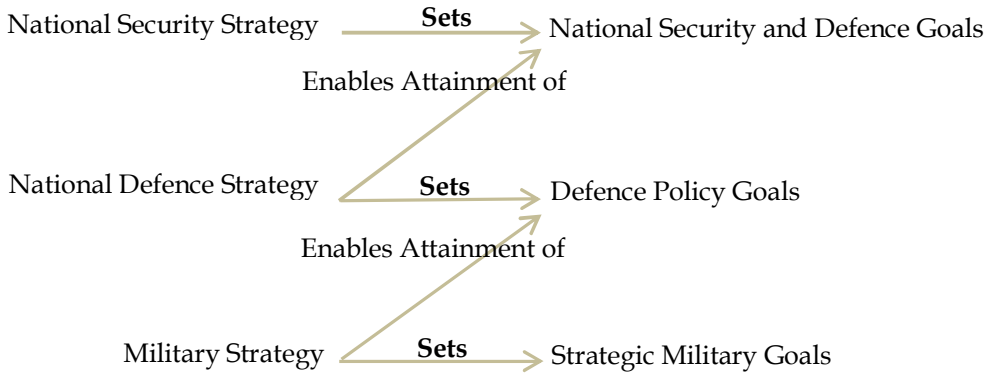 National Security Strategy Sets National Security and Defence Goals
Enables Attainment of
National Defence Strategy Sets Defence Policy Goals
Enables Attainment of
Military Strategy Sets Strategic Military Goals